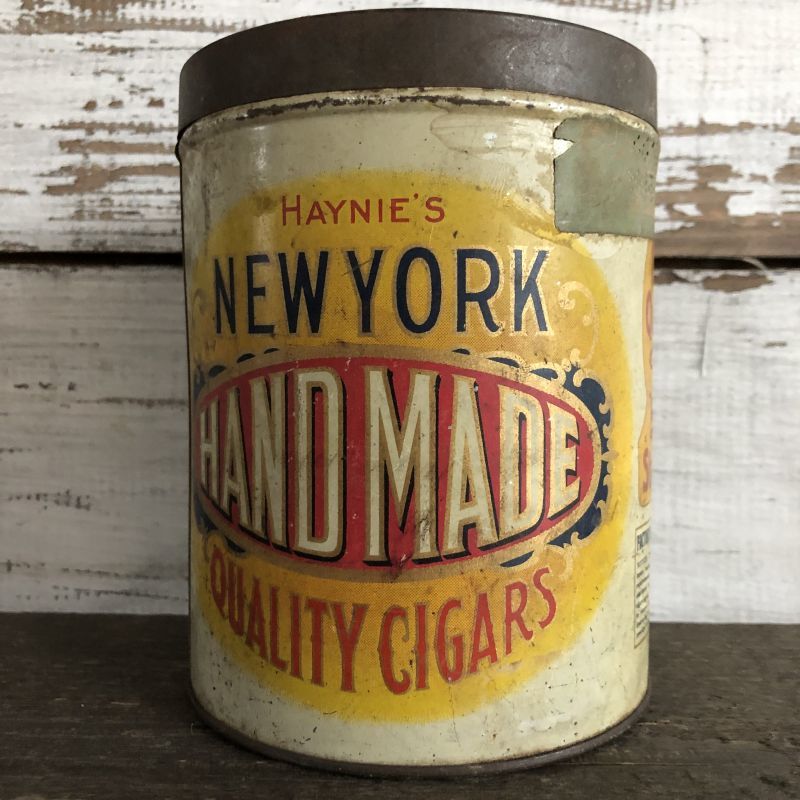 HAYNIE'S
NEW YORK
HAND MADE
QUALITY CIGARS